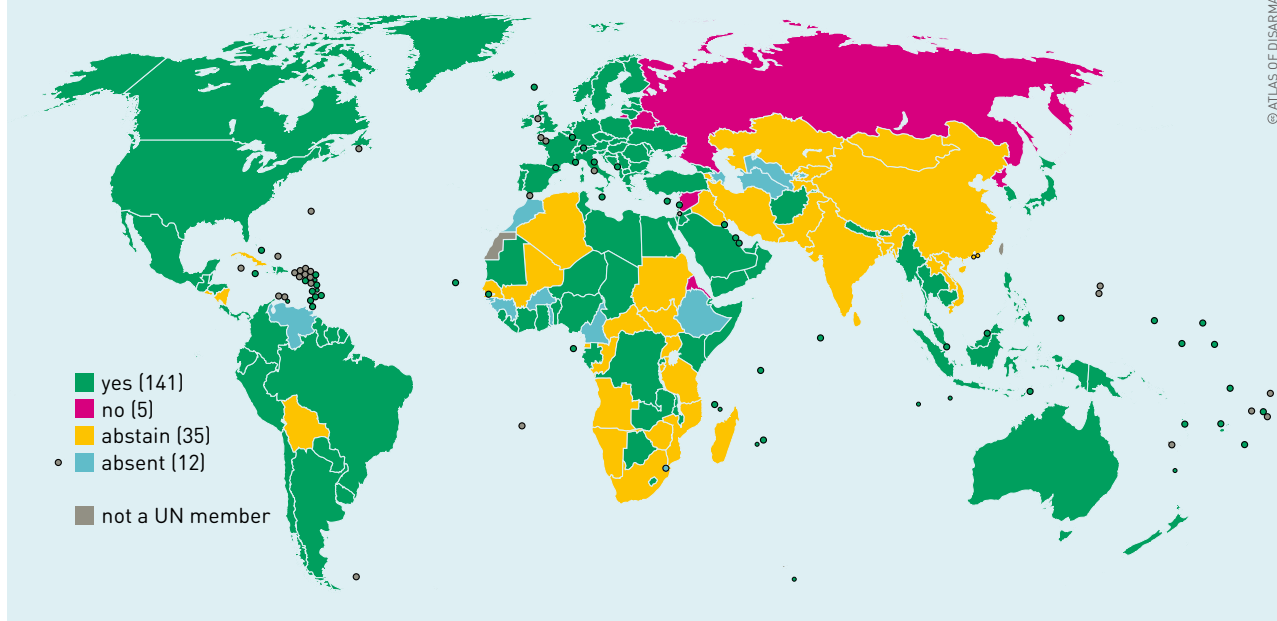 © ATLAS OF DISARMA
yes (141)
no (5)
abstain (35)
absent (12)
not a UN member